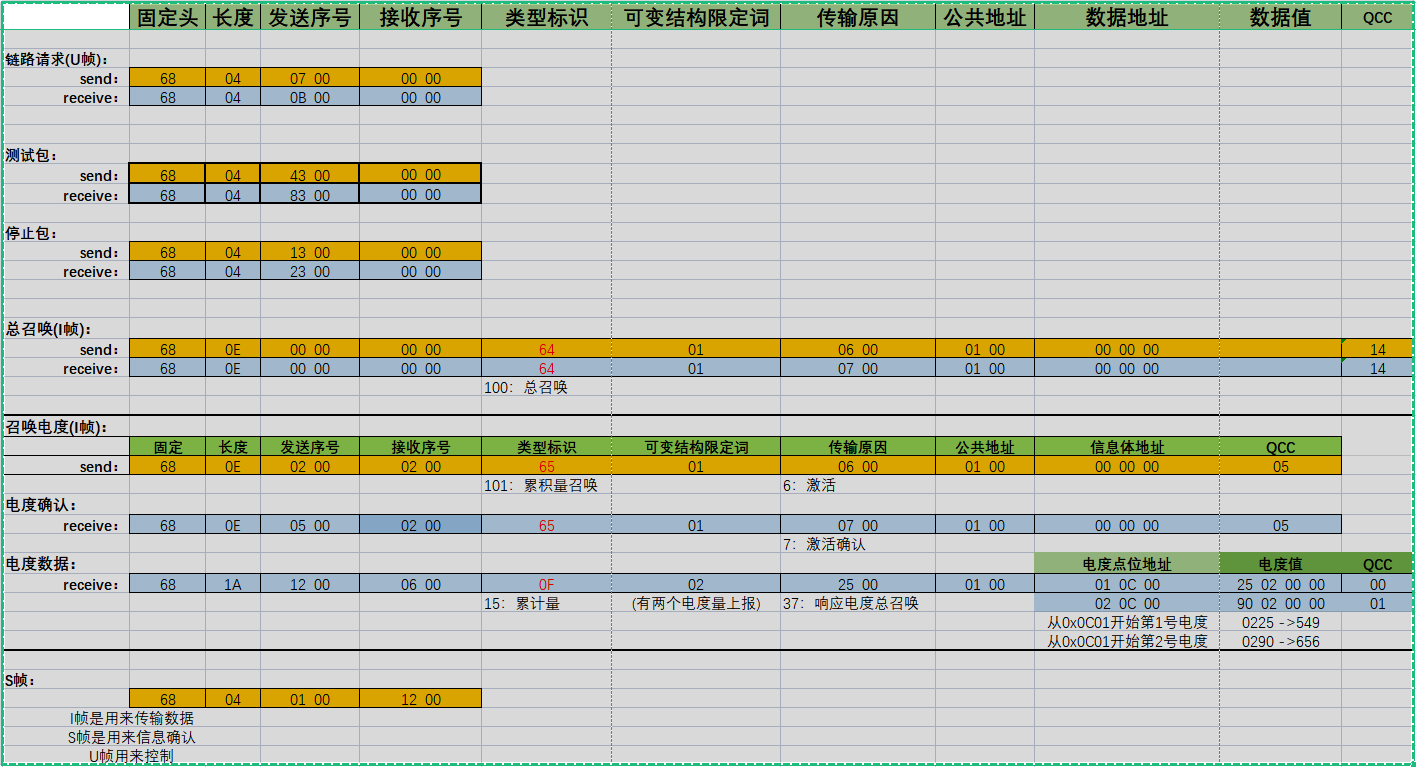 固定头 长度 发送序号 接收序号 类型标识 可变结构限定词 传输原因 公共地址 数据地址 数据值 QCC
链路请求(U帧):
send: 68 04 07 00 00 00
receive: 68 04 0B 00 00 00
测试包:
send: 68 04 43 00 00 00
receive: 68 04 83 00 00 00
停止包:
send: 68 04 13 00 00 00
receive: 68 04 23 00 00 00
总召唤(I帧):
send: 68 0E 00 00 00 00 64 01 06 00 01 00 00 00 00 14
receive: 68 0E 00 00 00 00 64 01 07 00 01 00 00 00 00 14
100: 总召唤
召唤电度(I帧):
固定 长度 发送序号 接收序号 类型标识 可变结构限定词 传输原因 公共地址 信息体地址 QCC
send: 68 0E 02 00 02 00 65 01 06 00 01 00 00 00 00 05
101: 累积量召唤 6: 激活
电度确认:
receive: 68 0E 05 00 02 00 65 01 07 00 01 00 00 00 00 05
7: 激活确认
电度数据: 电度点位地址 电度值 QCC
receive: 68 1A 12 00 06 00 0F 02 25 00 01 00 01 0C 00 25 02 00 00 00
15: 累计量 (有两个电度量上报) 37: 响应电度总召唤 02 0C 00 90 02 00 00 01
从0x0C01开始第1号电度 0225 ->549
从0x0C01开始第2号电度 0290 ->656
S帧:
68 04 01 00 12 00
I帧是用来传输数据
S帧是用来信息确认
U帧用来控制